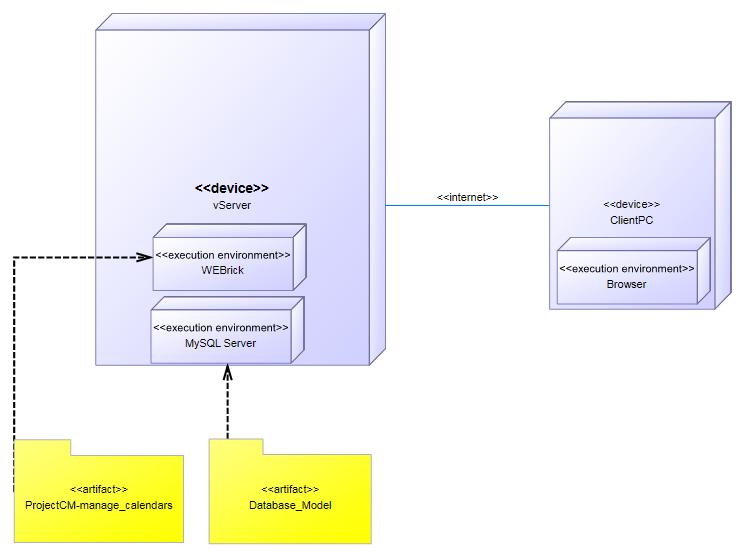 <<device>>
vServer
<<execution environment>>
WEBrick
<<execution environment>>
MySQL Server
<<internet>>
<<device>>
ClientPC
<<execution environment>>
Browser
<<artifact>>
ProjectCM-manage_calendars
<<artifact>>
Database_Model